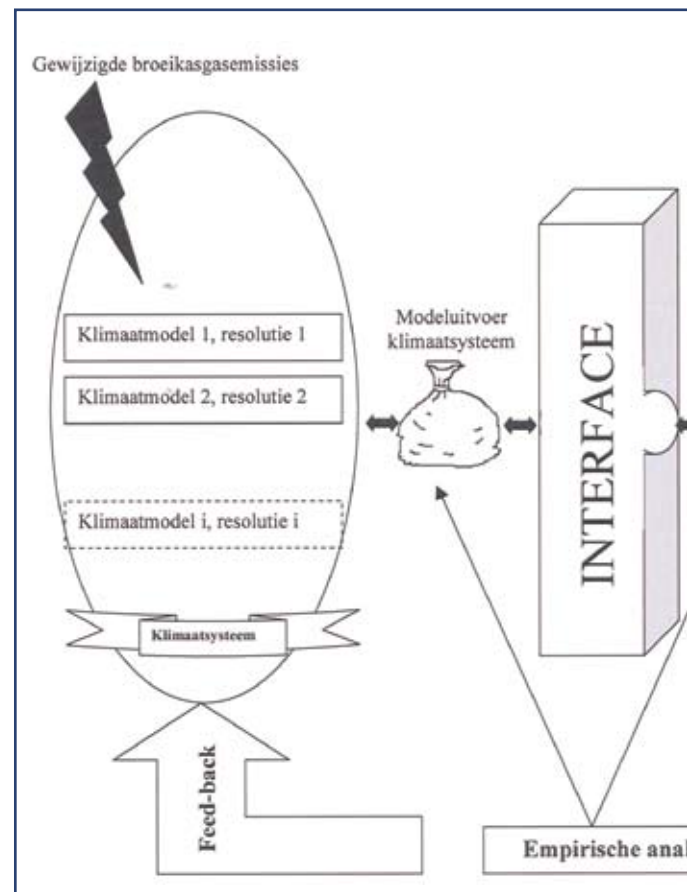 Gewijzigde broeikasgasemissies
Klimaatmodel 1, resolutie 1
Klimaatmodel 2, resolutie 2
Klimaatmodel i, resolutie i
Klimaatsysteem
Feed-back
Modeluitvoer
klimaatsysteem
INTERFACE
Empirische